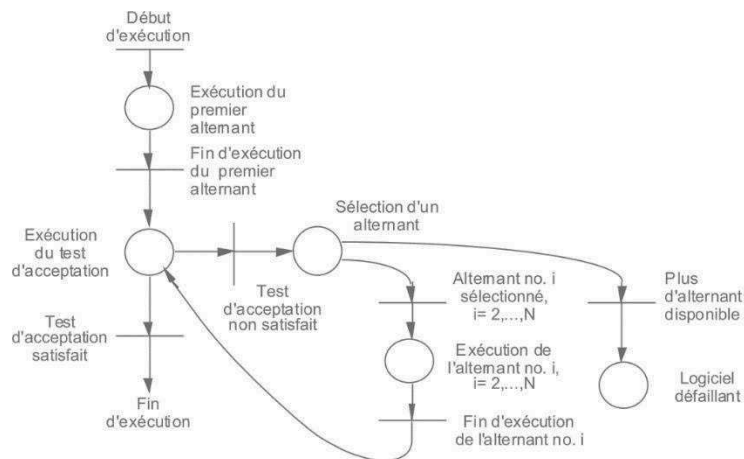 Début
d'exécution
Exécution du
premier
alternant
Fin d'exécution
du premier
alternant
Exécution
du test
d'acceptation
Sélection d'un
alternant
Test
d'acceptation
non satisfait
Test
d'acceptation
satisfait
Fin
d'exécution
Alternant no. i
sélectionné,
i= 2,...,N
Exécution de
l'alternant no. i,
i= 2,...,N
Fin d'exécution
de l'alternant no. i
Plus
d'alternant
disponible
Logiciel
défaillant